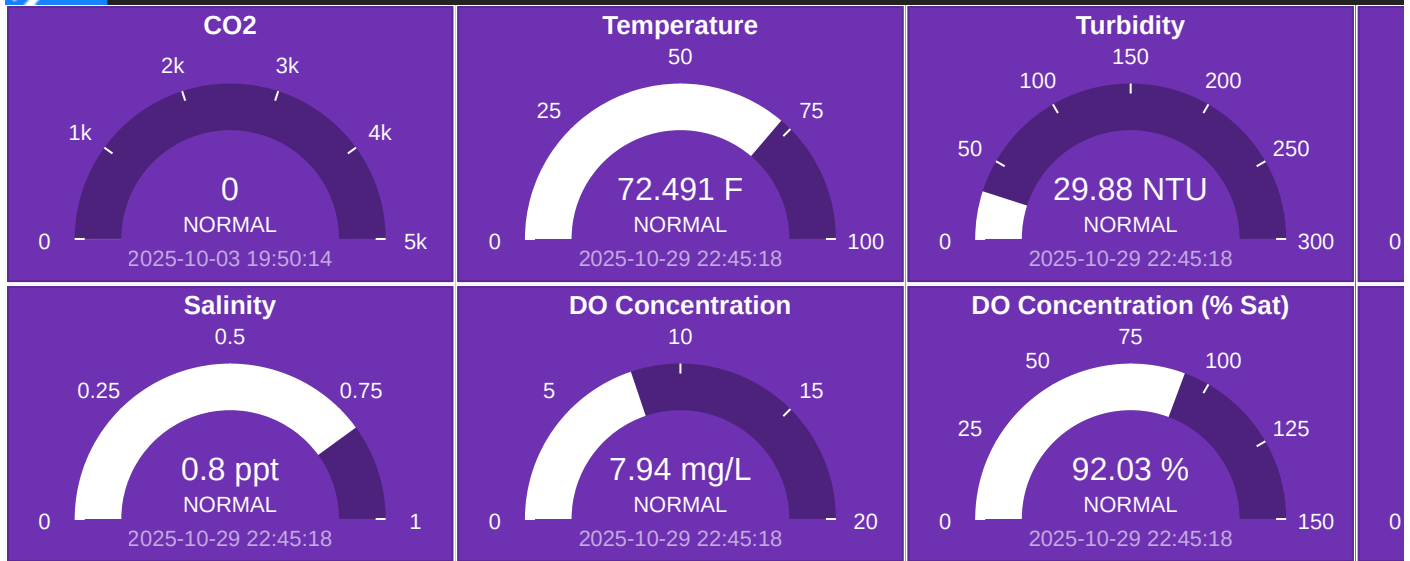 CO2
2k
3k
1k
4k
0
NORMAL
0
5k
2025-10-03 19:50:14
Temperature
50
25
75
72.491 F
NORMAL
0
100
2025-10-29 22:45:18
Turbidity
150
100
200
50
250
29.88 NTU
NORMAL
0
300
2025-10-29 22:45:18
0
Salinity
0.5
0.25
0.75
0.8 ppt
NORMAL
0
1
2025-10-29 22:45:18
DO Concentration
10
5
15
7.94 mg/L
NORMAL
0
20
2025-10-29 22:45:18
DO Concentration (% Sat)
75
50
100
25
125
92.03 %
NORMAL
0
150
2025-10-29 22:45:18
0